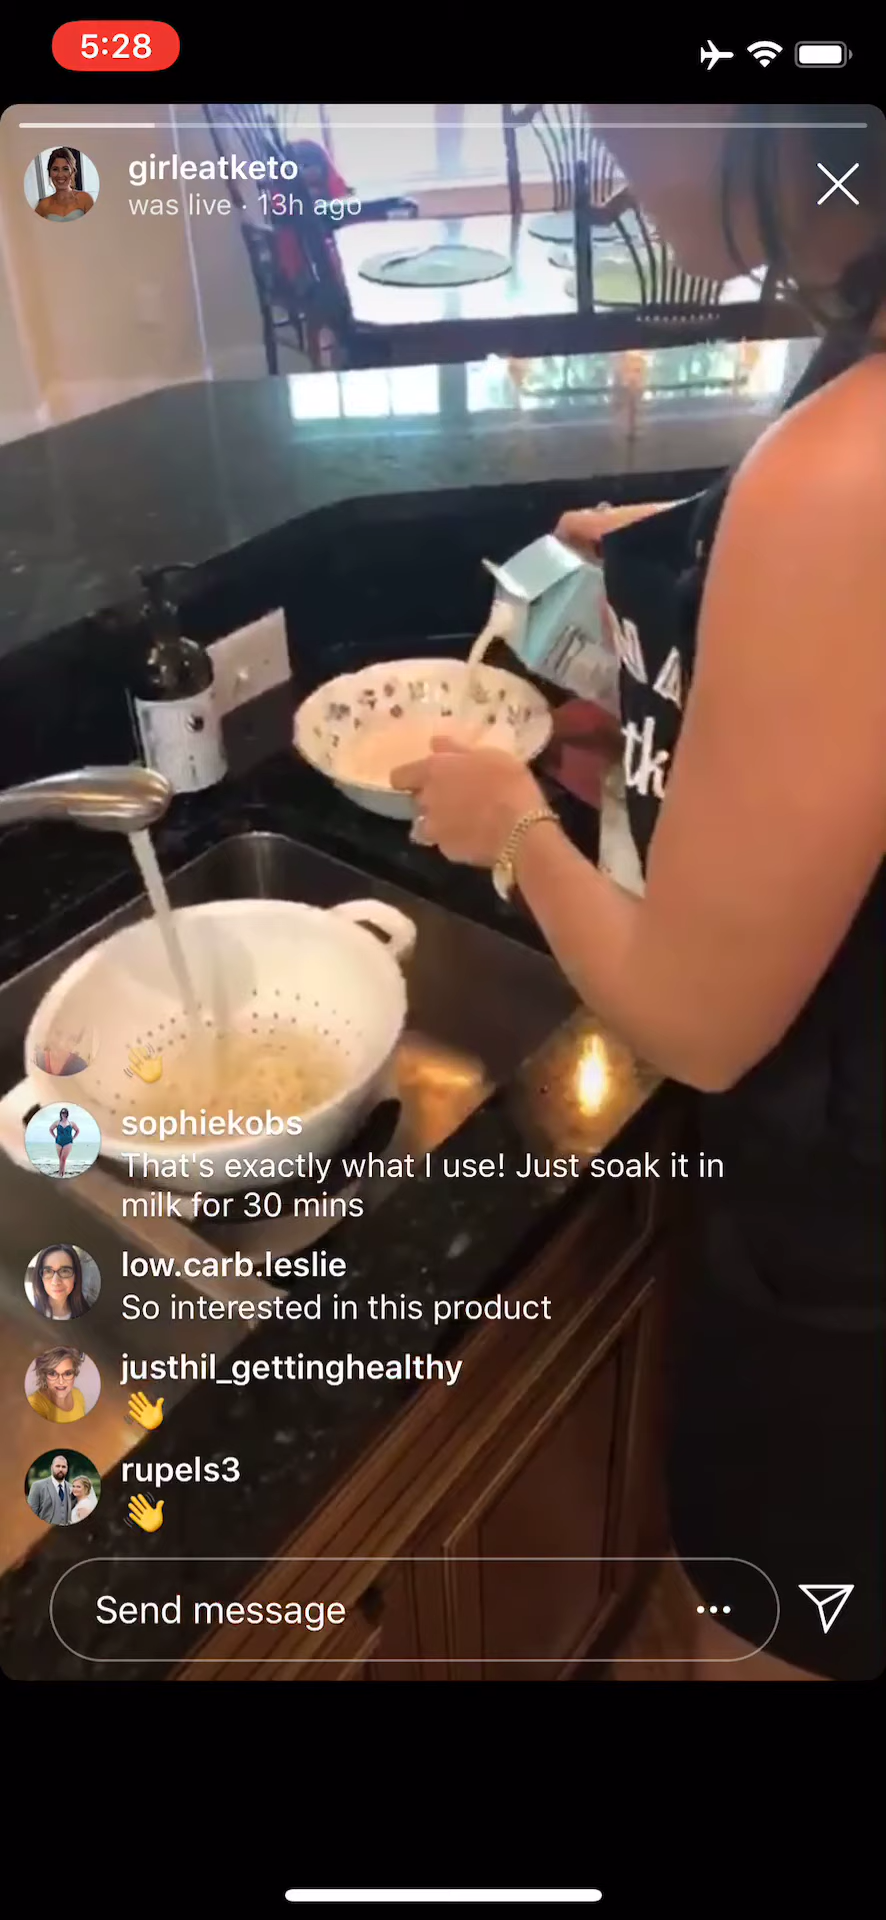 5:28
girleatketo
was live · 13h ago
th
👋
sophiekobs
That's exactly what I use! Just soak it in
milk for 30 mins
low.carb.leslie
So interested in this product
justhil_gettinghealthy
👋
rupels3
👋
Send message